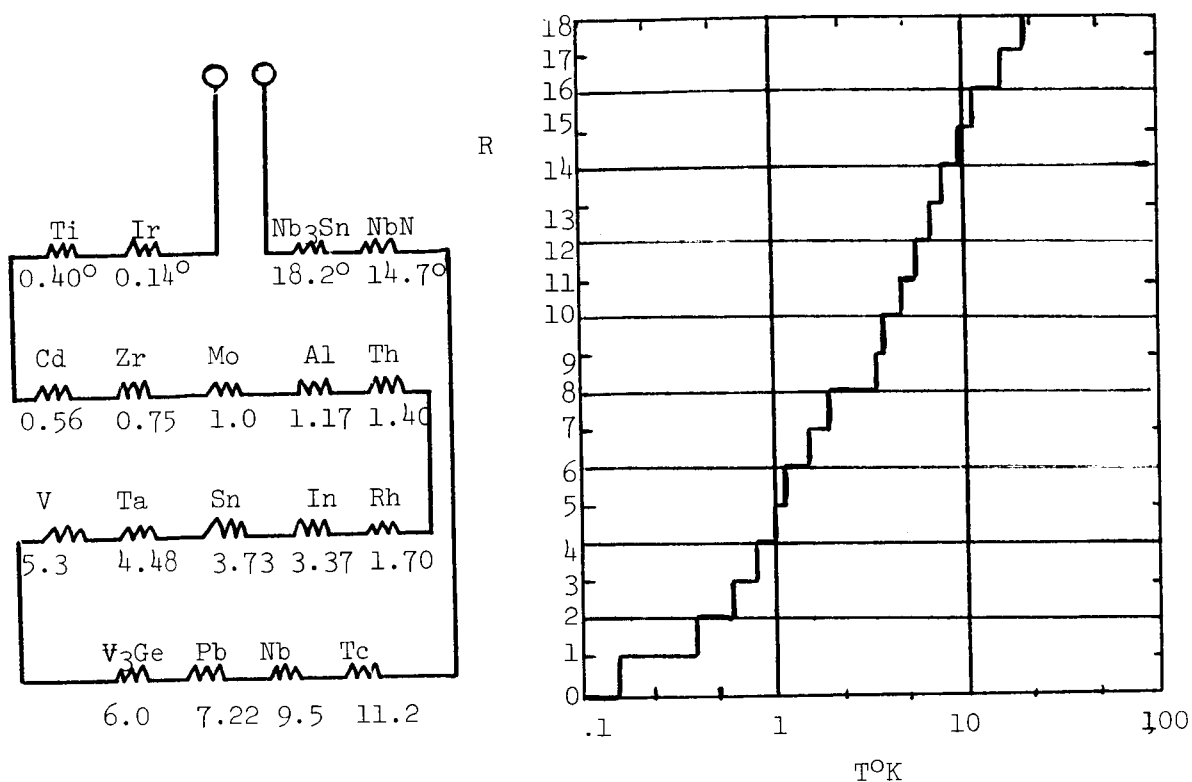 Ti Ir Nb3Sn NbN
0.40° 0.14° 18.2° 14.7°
Cd Zr Mo Al Th
0.56 0.75 1.0 1.17 1.40
V Ta Sn In Rh
5.3 4.48 3.73 3.37 1.70
V3Ge Pb Nb Tc
6.0 7.22 9.5 11.2
R
18
17
16
15
14
13
12
11
10
9
8
7
6
5
4
3
2
1
0
.1 1 10 100
T°K